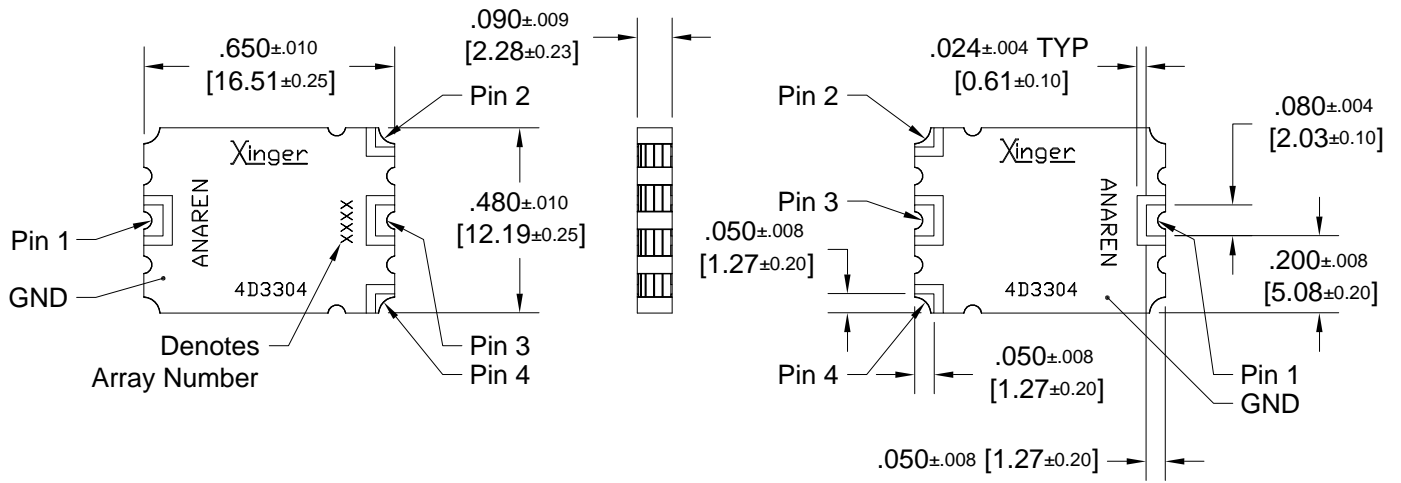 .650±.010
[16.51±0.25]
.090±.009
[2.28±0.23]
.024±.004 TYP
[0.61±0.10]
Pin 2
Pin 2
.080±.004
[2.03±0.10]
Xinger
Xinger
ANAREN
XXXX
.480±.010
[12.19±0.25]
ANAREN
Pin 1
Pin 3
.050±.008
[1.27±0.20]
.200±.008
[5.08±0.20]
GND
4D3304
4D3304
Denotes
Array Number
Pin 3
Pin 4
Pin 4
.050±.008
[1.27±0.20]
Pin 1
GND
.050±.008 [1.27±0.20]